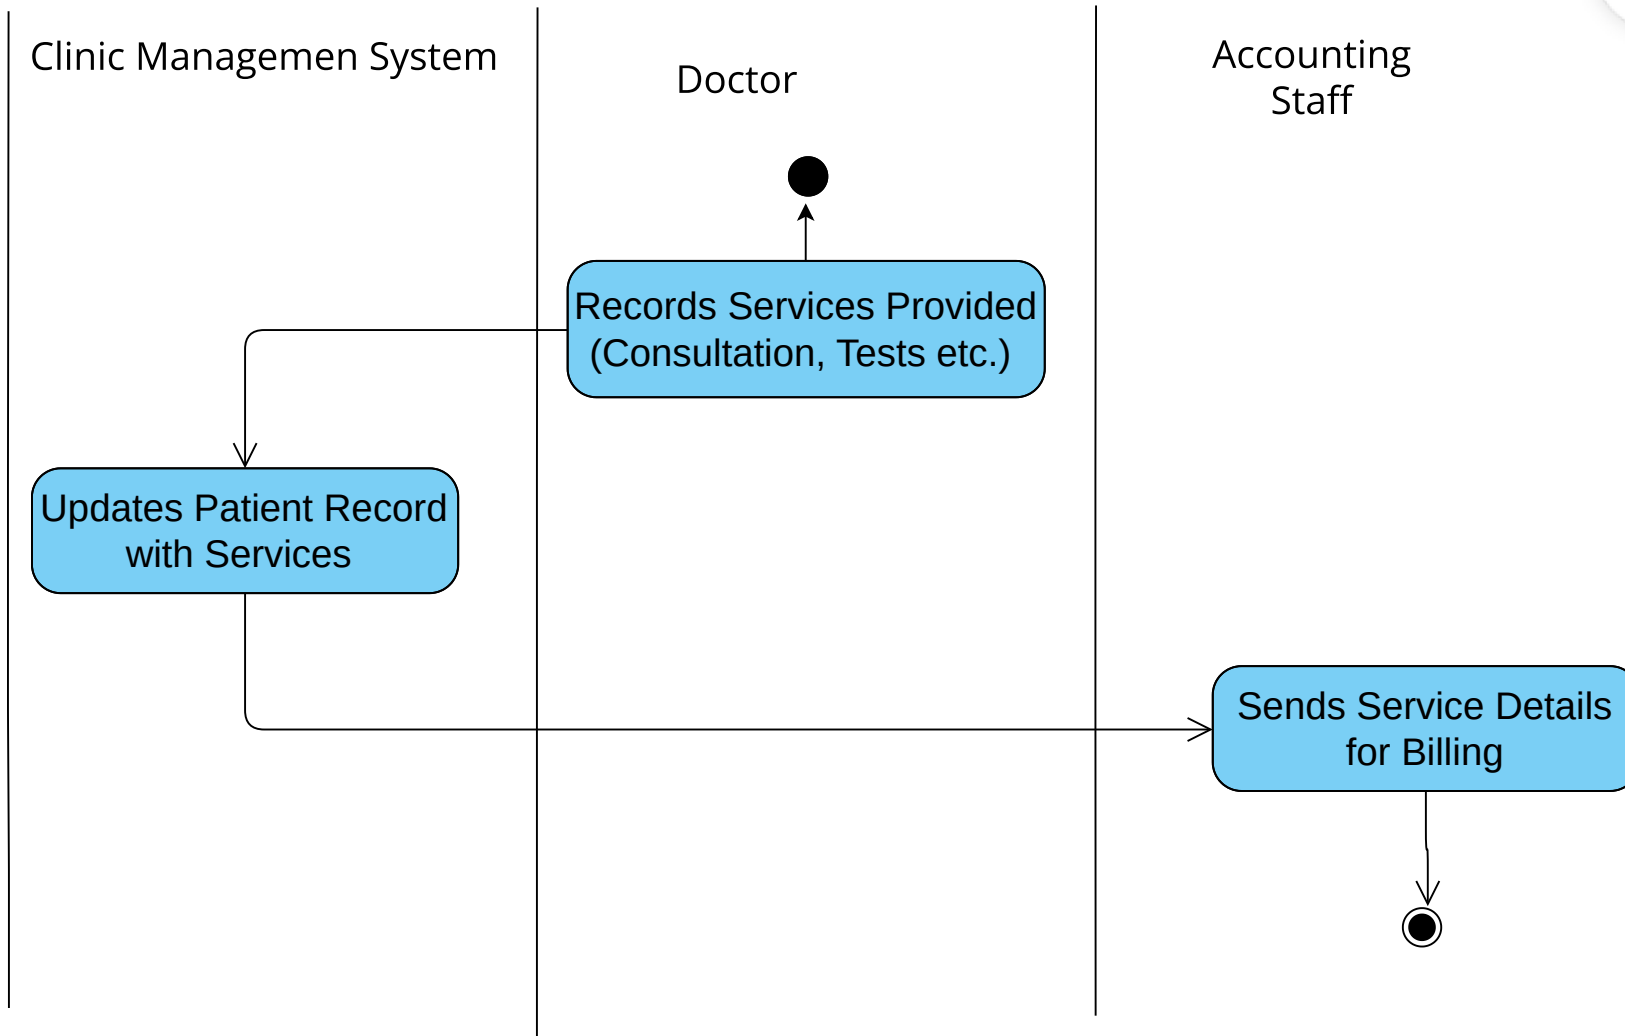 Clinic Managemen System
Doctor
Accounting
Staff
Records Services Provided
(Consultation, Tests etc.)
Updates Patient Record
with Services
Sends Service Details
for Billing